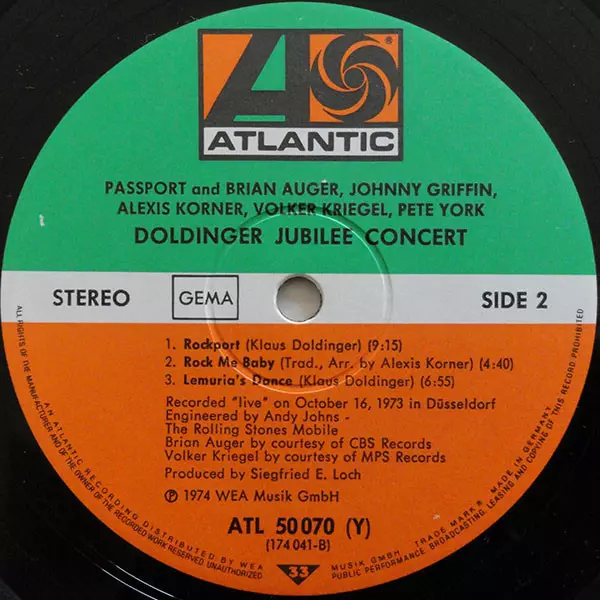 ATLANTIC
PASSPORT and BRIAN AUGER, JOHNNY GRIFFIN,
ALEXIS KORNER, VOLKER KRIEGEL, PETE YORK
DOLDINGER JUBILEE CONCERT
STEREO
GEMA
SIDE 2
1. Rockport (Klaus Doldinger) (9:15)
2. Rock Me Baby (Trad., Arr. by Alexis Korner) (4:40)
3. Lemuria's Dance (Klaus Doldinger) (6:55)
Recorded "live" on October 16, 1973 in Düsseldorf
Engineered by Andy Johns -
The Rolling Stones Mobile
Brian Auger by courtesy of CBS Records
Volker Kriegel by courtesy of MPS Records
Produced by Siegfried E. Loch
℗ 1974 WEA Musik GmbH
ATL 50 070 (Y)
(174 041-B)
33
ALL RIGHTS OF THE MANUFACTURER AND OF THE OWNER OF THE RECORDED WORK RESERVED UNAUTHORIZED PUBLIC PERFORMANCE BROADCASTING, LEASING AND COPYING OF THIS RECORD PROHIBITED
AN ATLANTIC RECORDING DISTRIBUTED BY WEA MUSIK GMBH. TRADE MARK ® MADE IN GERMANY